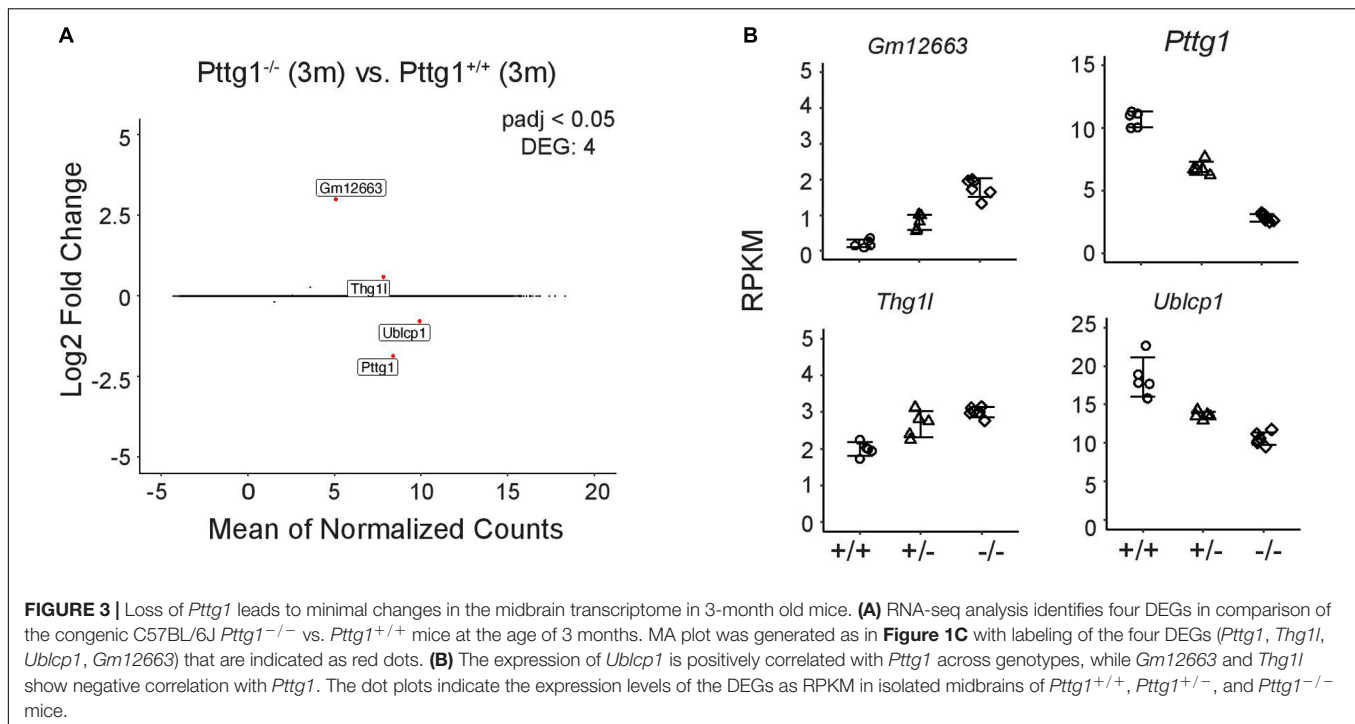 A
Pttg1-/- (3m) vs. Pttg1+/+ (3m)
padj < 0.05
DEG: 4
Log2 Fold Change
5
2.5
0
-2.5
-5
Gm12663
Thg1l
Ublcp1
Pttg1
-5 0 5 10 15 20
Mean of Normalized Counts
B
RPKM
Gm12663
5
4
3
2
1
0
Pttg1
15
10
5
0
Thg1l
5
4
3
2
1
0
+/+ +/- -/-
Ublcp1
25
20
15
10
5
0
+/+ +/- -/-
FIGURE 3 | Loss of Pttg1 leads to minimal changes in the midbrain transcriptome in 3-month old mice. (A) RNA-seq analysis identifies four DEGs in comparison of
the congenic C57BL/6J Pttg1−/− vs. Pttg1+/+ mice at the age of 3 months. MA plot was generated as in Figure 1C with labeling of the four DEGs (Pttg1, Thg1l,
Ublcp1, Gm12663) that are indicated as red dots. (B) The expression of Ublcp1 is positively correlated with Pttg1 across genotypes, while Gm12663 and Thg1l
show negative correlation with Pttg1. The dot plots indicate the expression levels of the DEGs as RPKM in isolated midbrains of Pttg1+/+, Pttg1+/−, and Pttg1−/−
mice.